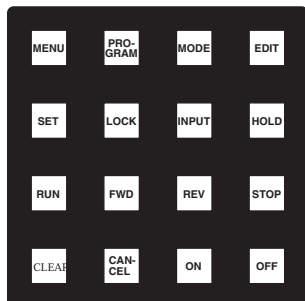 MENU PRO-GRAM MODE EDIT
SET LOCK INPUT HOLD
RUN FWD REV STOP
CLEAR CAN-CEL ON OFF